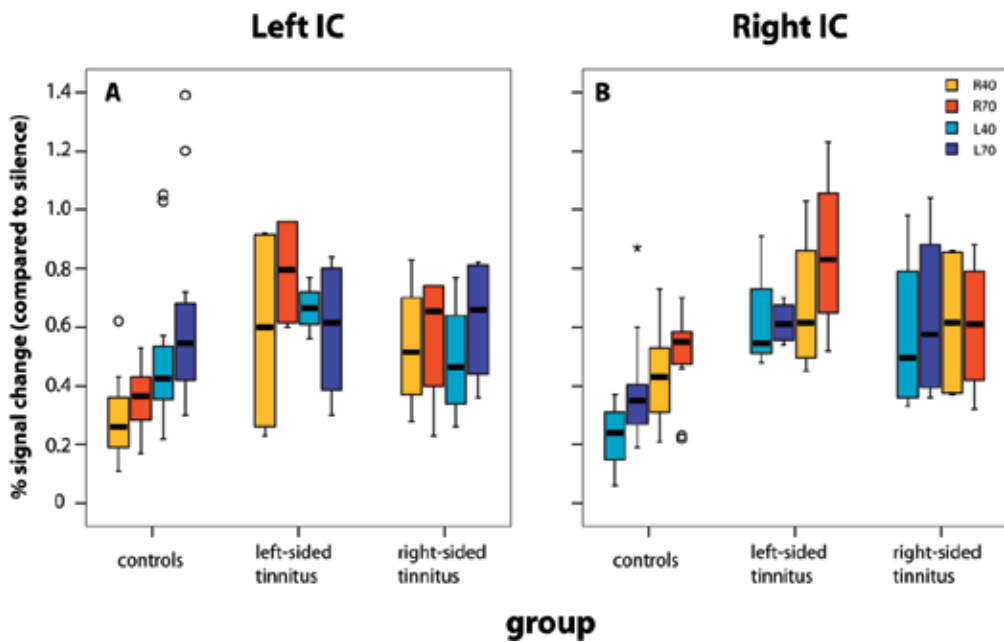 Left IC
Right IC
A
B
R40
R70
L40
L70
% signal change (compared to silence)
1.4
1.2
1.0
0.8
0.6
0.4
0.2
0
controls
left-sided
tinnitus
right-sided
tinnitus
controls
left-sided
tinnitus
right-sided
tinnitus
group